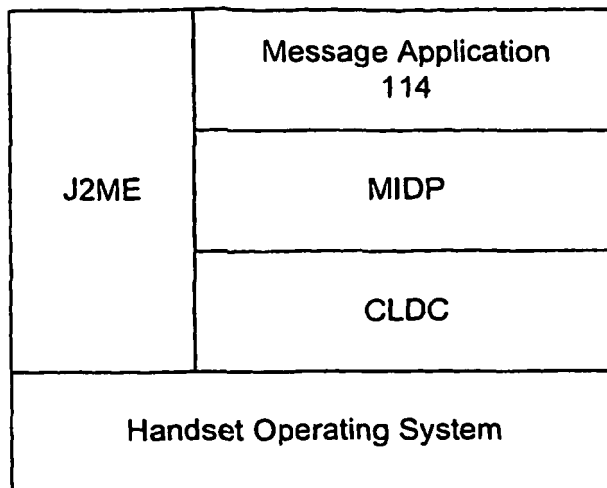 Message Application
114
J2ME
MIDP
CLDC
Handset Operating System